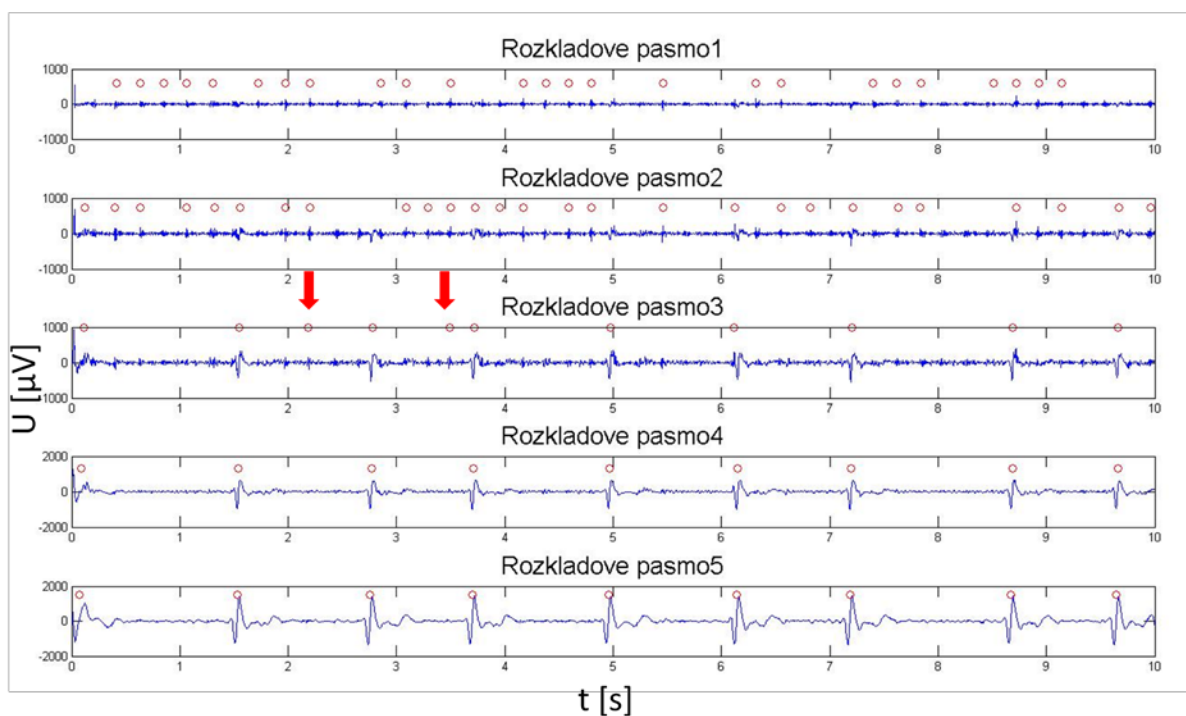 Rozkladove pasmo1
1000
0
-1000
0 1 2 3 4 5 6 7 8 9 10
Rozkladove pasmo2
1000
0
-1000
0 1 2 3 4 5 6 7 8 9 10
Rozkladove pasmo3
1000
0
1000
0 1 2 3 4 5 6 7 8 9 10
U [µV]
Rozkladove pasmo4
2000
0
-2000
0 1 2 3 4 5 6 7 8 9 10
Rozkladove pasmo5
2000
0
-2000
0 1 2 3 4 5 6 7 8 9 10
t [s]